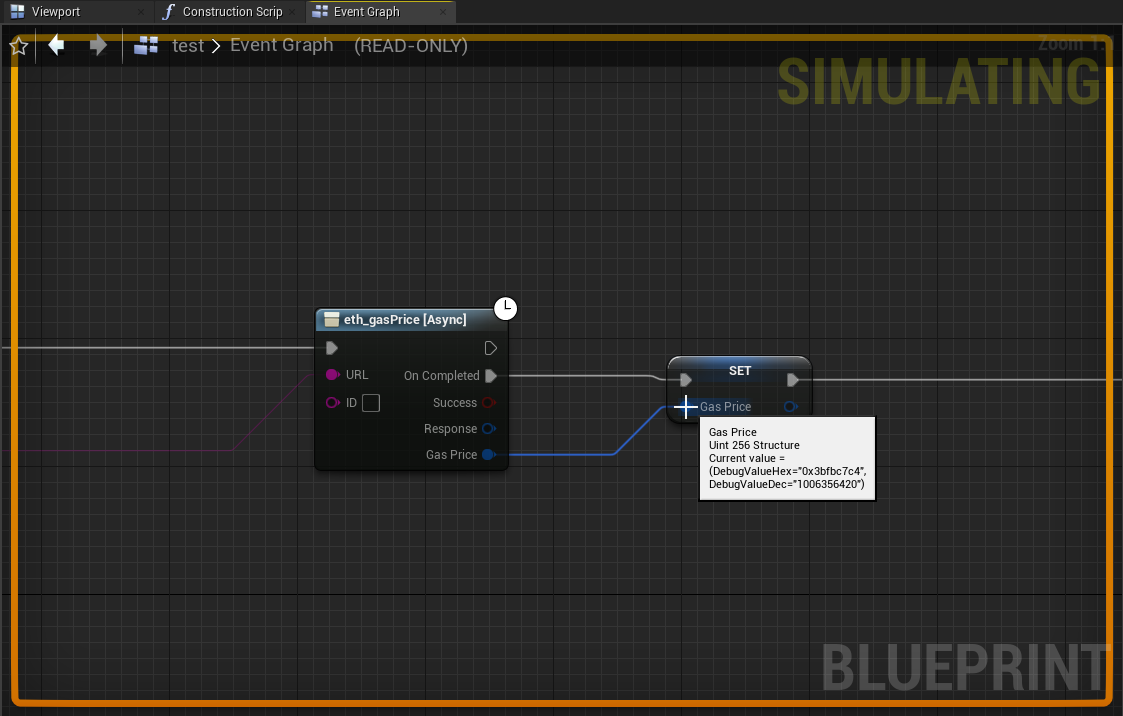 Viewport
Construction Scrip
Event Graph
test > Event Graph (READ-ONLY)
Zoom 1:1
SIMULATING
eth_gasPrice [Async]
URL
On Completed
ID
Success
Response
Gas Price
SET
Gas Price
Gas Price
Uint 256 Structure
Current value =
(DebugValueHex="0x3bfbc7c4",
DebugValueDec="1006356420")
BLUEPRINT